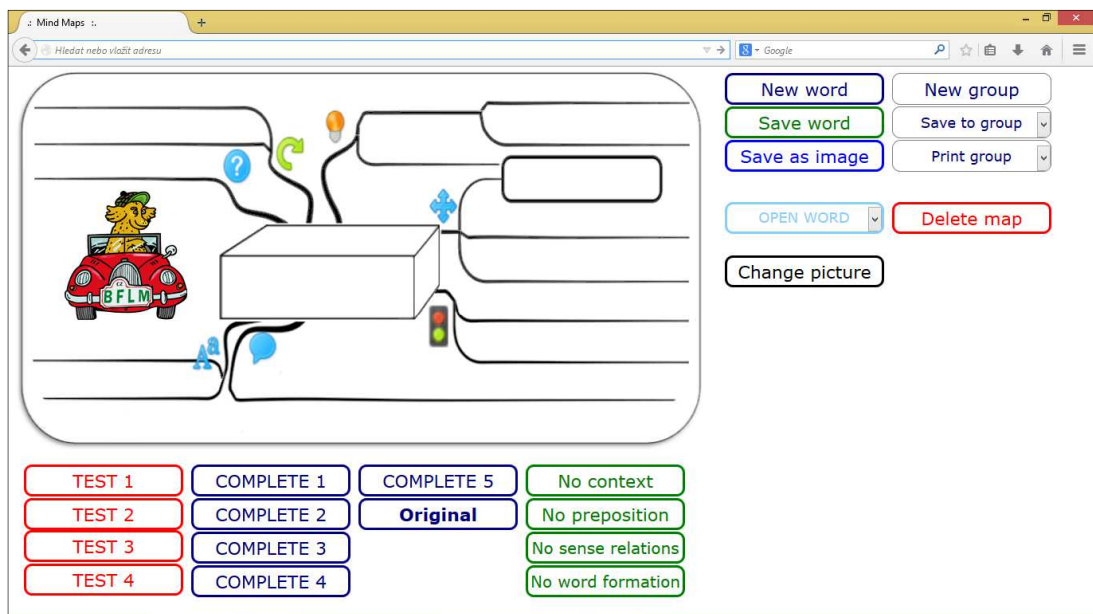 .: Mind Maps :.
+
Hledat nebo vložit adresu
8
Google
New word
New group
Save word
Save to group
Save as image
Print group
OPEN WORD
Delete map
Change picture
?
BFLM
Aa
TEST 1
COMPLETE 1
COMPLETE 5
No context
TEST 2
COMPLETE 2
Original
No preposition
TEST 3
COMPLETE 3
No sense relations
TEST 4
COMPLETE 4
No word formation